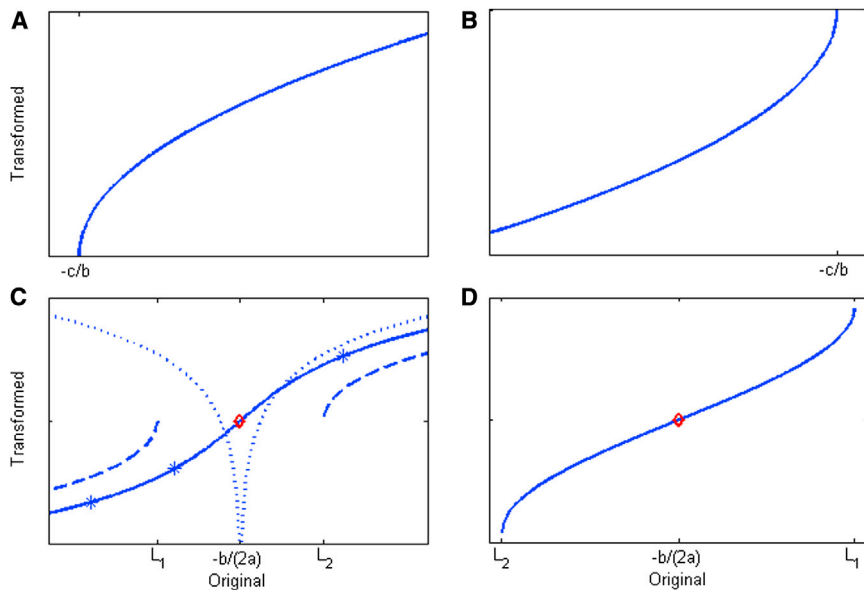 A
B
Transformed
-c/b
-c/b
C
D
Transformed
L₁
-b/(2a)
L₂
Original
L₂
-b/(2a)
L₁
Original